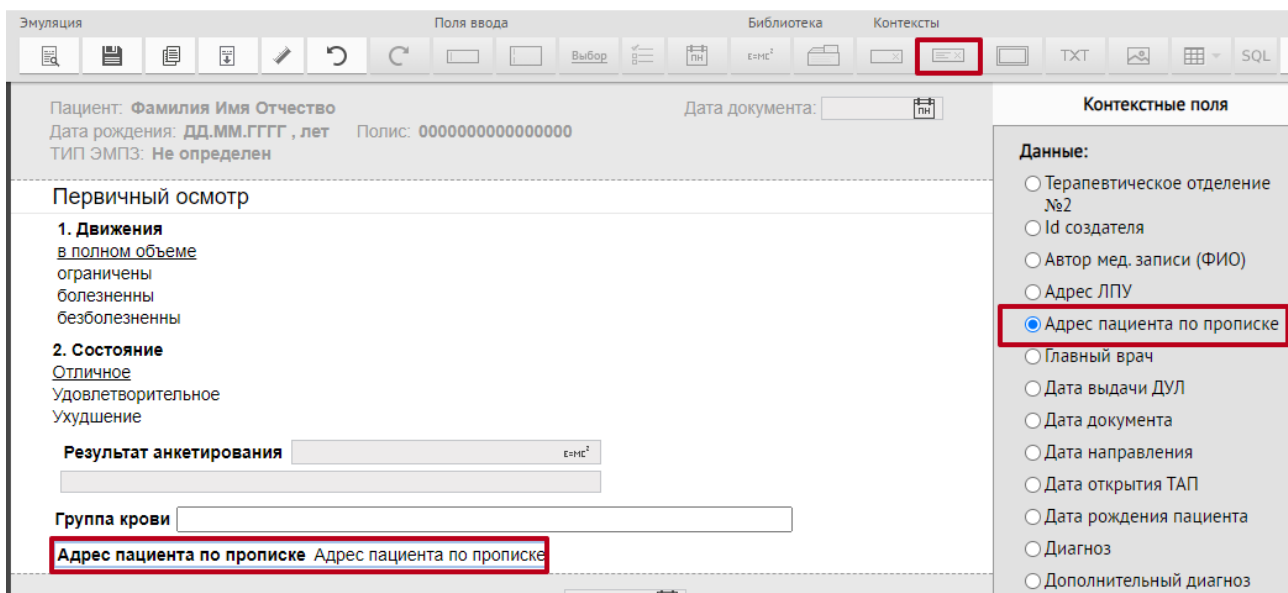 Эмуляция Поля ввода Библиотека Контексты
Выбор ПН E=MC² TXT SQL
Пациент: Фамилия Имя Отчество Дата документа: ПН
Дата рождения: ДД.ММ.ГГГГ , лет Полис: 0000000000000000
ТИП ЭМПЗ: Не определен
Первичный осмотр
1. Движения
в полном объеме
ограничены
болезненны
безболезненны
2. Состояние
Отличное
Удовлетворительное
Ухудшение
Результат анкетирования E=MC²
Группа крови
Адрес пациента по прописке Адрес пациента по прописке
Контекстные поля
Данные:
Терапевтическое отделение
№2
Id создателя
Автор мед. записи (ФИО)
Адрес ЛПУ
Адрес пациента по прописке
Главный врач
Дата выдачи ДУЛ
Дата документа
Дата направления
Дата открытия ТАП
Дата рождения пациента
Диагноз
Дополнительный диагноз